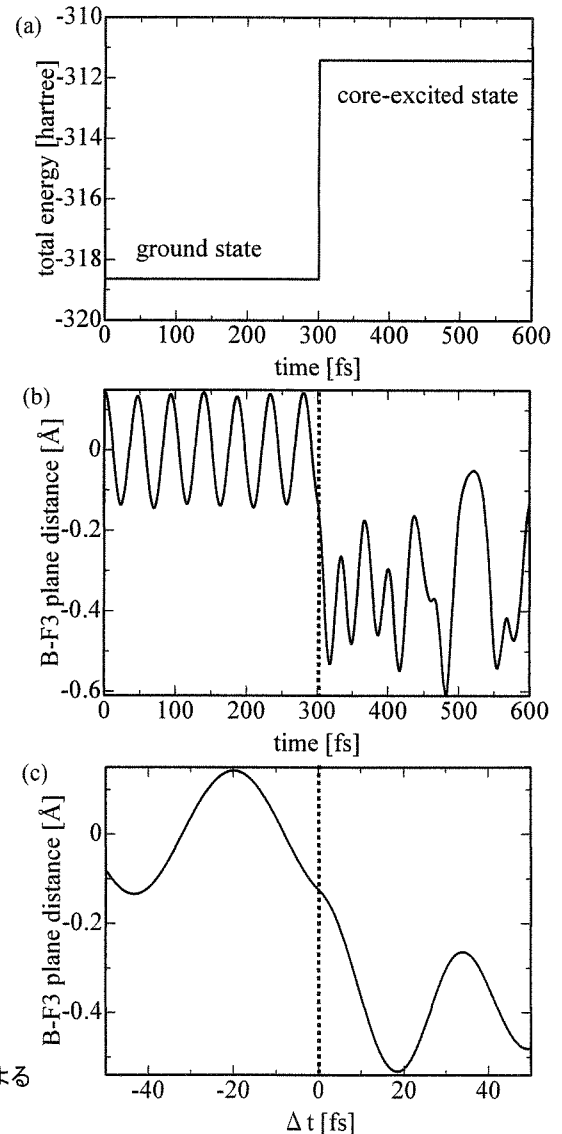 (a)
-310
-312
-314
-316
-318
-320
total energy [hartree]
core-excited state
ground state
0 100 200 300 400 500 600
time [fs]
(b)
0
-0.2
-0.4
-0.6
B-F3 plane distance [Å]
0 100 200 300 400 500 600
time [fs]
(c)
0
-0.2
-0.4
B-F3 plane distance [Å]
-40 -20 0 20 40
Δ t [fs]